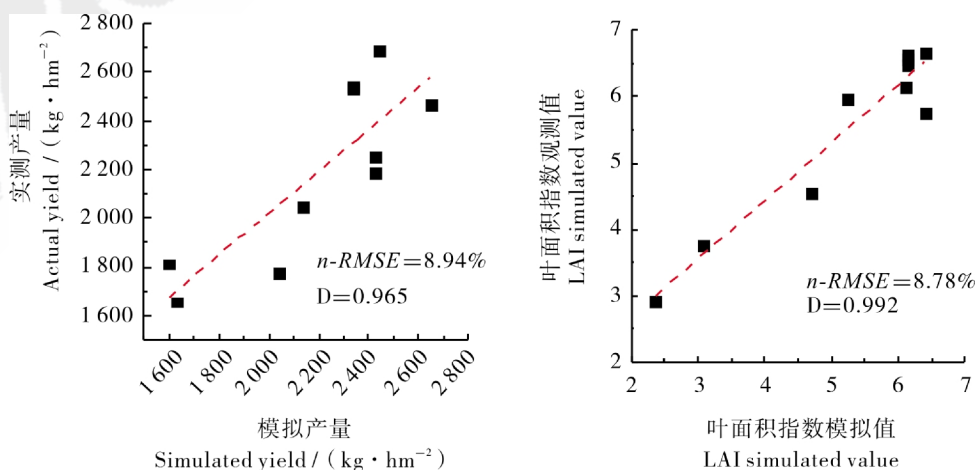 2 800
2 600
2 400
2 200
2 000
1 800
1 600
实测产量
Actual yield / ( kg·hm⁻² )
n-RMSE=8.94%
D=0.965
1 600
1 800
2 000
2 200
2 400
2 600
2 800
模拟产量
Simulated yield / ( kg·hm⁻² )
7
6
5
4
3
2
叶面积指数观测值
LAI simulated value
n-RMSE=8.78%
D=0.992
2 3 4 5 6 7
叶面积指数模拟值
LAI simulated value